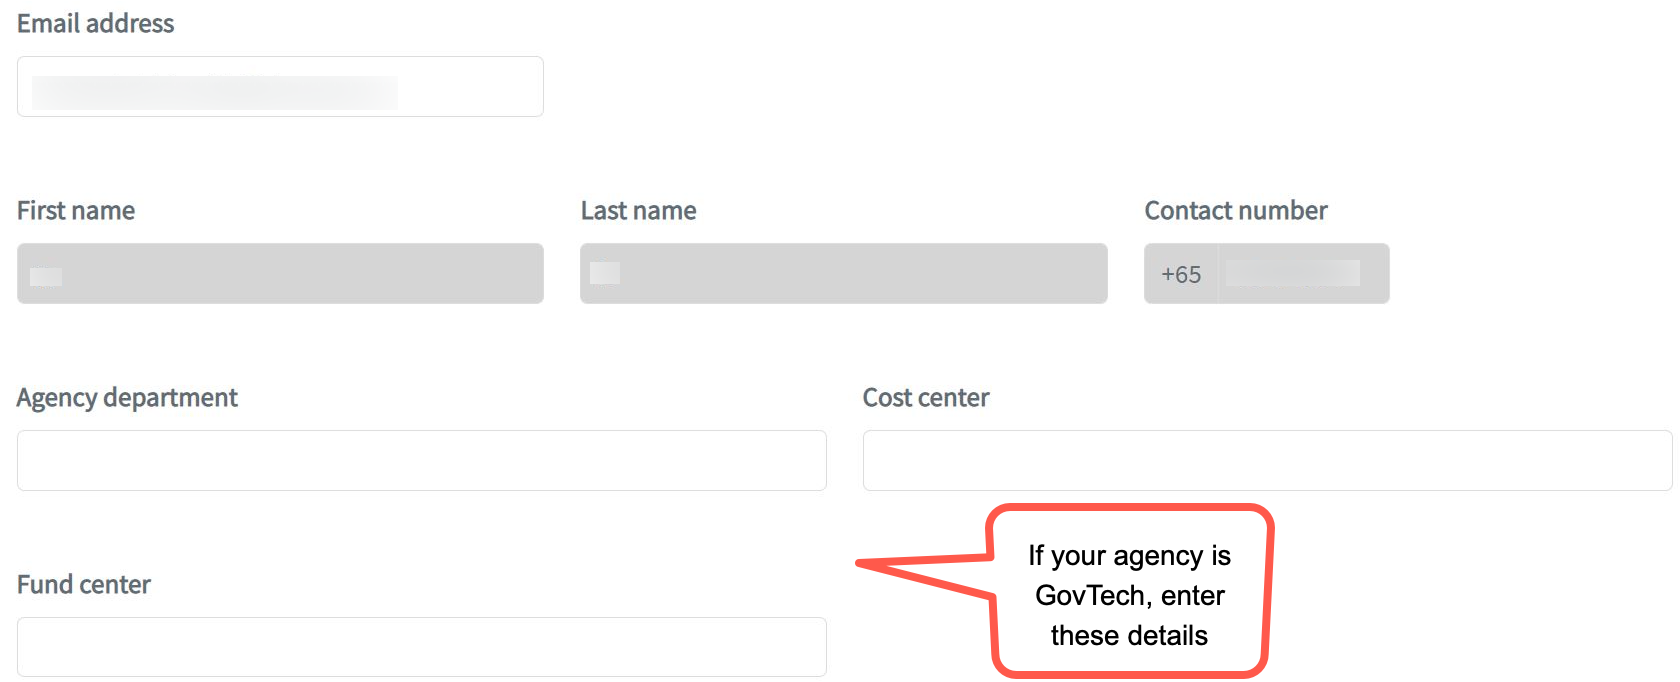 Email address
First name
Last name
Contact number
+65
Agency department
Cost center
If your agency is
GovTech, enter
these details
Fund center